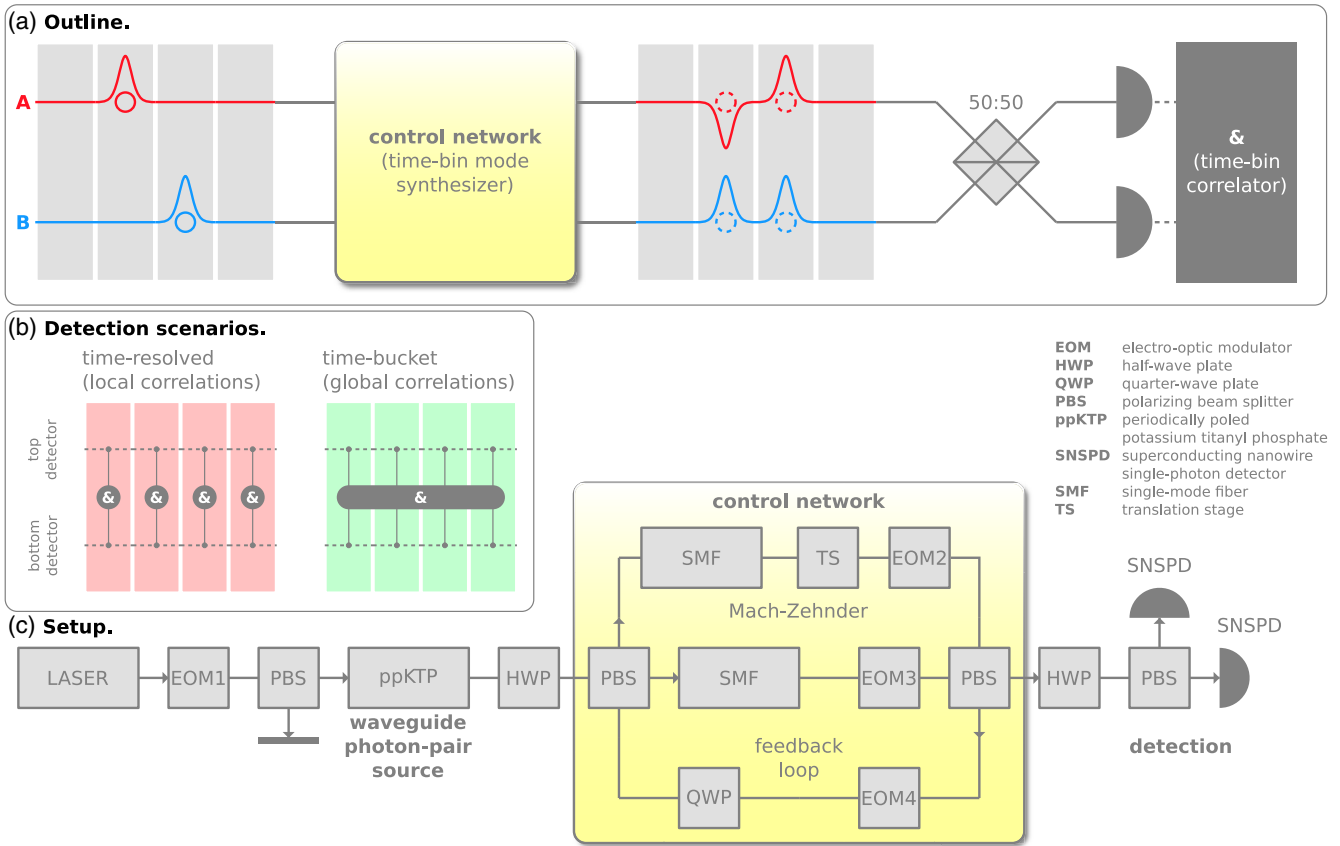 (a) Outline.
A
B
control network
(time-bin mode
synthesizer)
50:50
&
(time-bin
correlator)
(b) Detection scenarios.
time-resolved
(local correlations)
time-bucket
(global correlations)
top
detector
bottom
detector
& & & &
&
EOM electro-optic modulator
HWP half-wave plate
QWP quarter-wave plate
PBS polarizing beam splitter
ppKTP periodically poled
potassium titanyl phosphate
SNSPD superconducting nanowire
single-photon detector
SMF single-mode fiber
TS translation stage
(c) Setup.
control network
SMF TS EOM2
Mach-Zehnder
LASER EOM1 PBS ppKTP HWP PBS SMF EOM3 PBS HWP PBS
SNSPD
SNSPD
waveguide
photon-pair
source
feedback
loop
QWP EOM4
detection